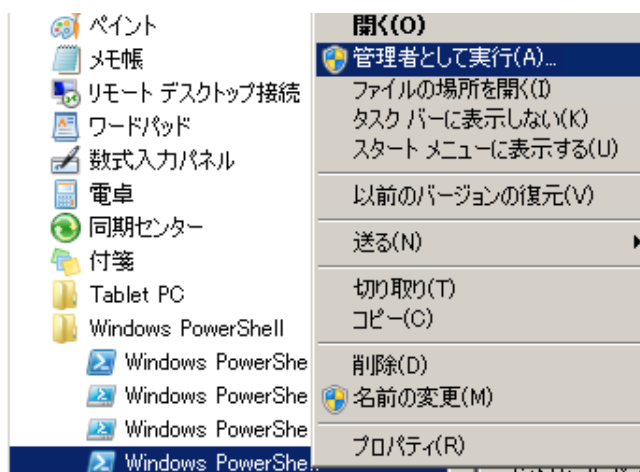 ペイント
メモ帳
リモート デスクトップ接続
ワードパッド
数式入力パネル
電卓
同期センター
付箋
Tablet PC
Windows PowerShell
Windows PowerShe
Windows PowerShe
Windows PowerShe
Windows PowerShe
開く(O)
管理者として実行(A)...
ファイルの場所を開く(I)
タスク バーに表示しない(K)
スタート メニューに表示する(U)
以前のバージョンの復元(V)
送る(N)
切り取り(T)
コピー(C)
削除(D)
名前の変更(M)
プロパティ(R)